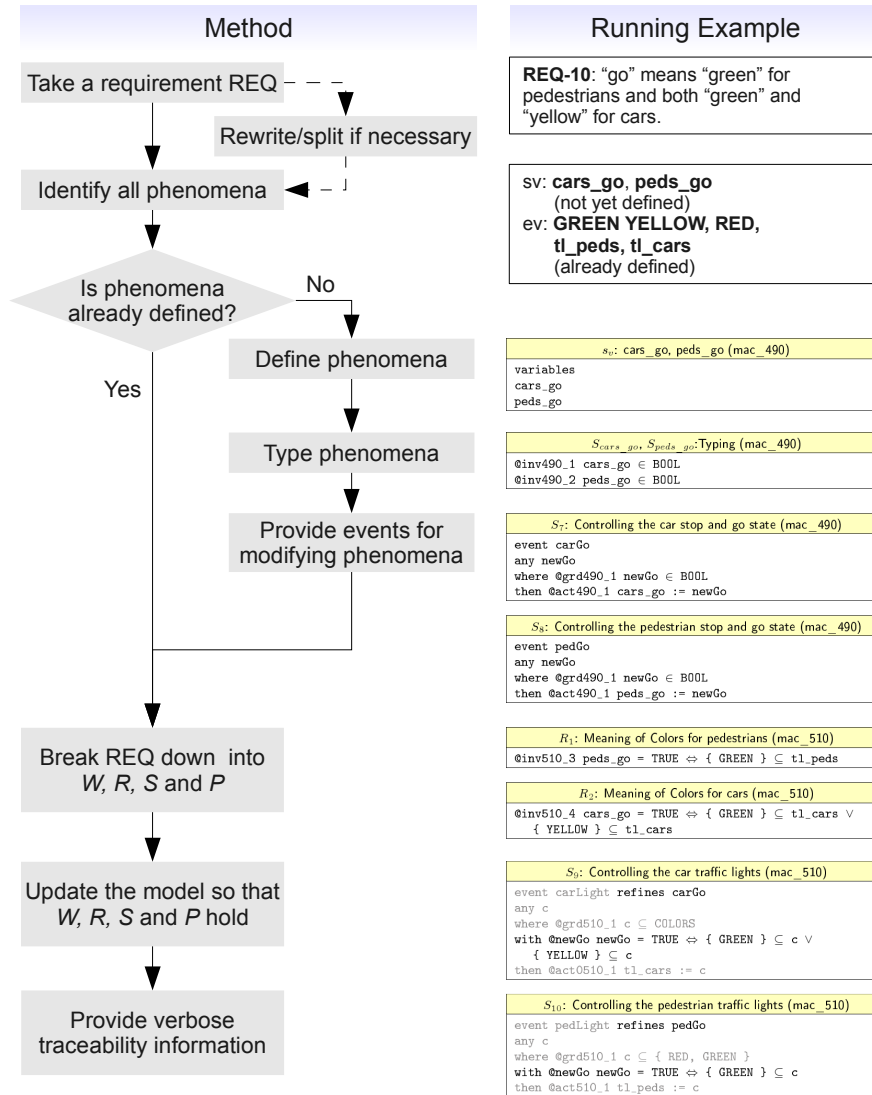 Method
Take a requirement REQ
Rewrite/split if necessary
Identify all phenomena
Is phenomena
already defined?
No
Yes
Define phenomena
Type phenomena
Provide events for
modifying phenomena
Break REQ down into
W, R, S and P
Update the model so that
W, R, S and P hold
Provide verbose
traceability information
Running Example
REQ-10: “go” means “green” for
pedestrians and both “green” and
“yellow” for cars.
sv: cars_go, peds_go
(not yet defined)
ev: GREEN YELLOW, RED,
tl_peds, tl_cars
(already defined)
sv: cars_go, peds_go (mac_490)
variables
cars_go
peds_go
Scars_go, Speds_go:Typing (mac_490)
@inv490_1 cars_go ∈ BOOL
@inv490_2 peds_go ∈ BOOL
S7: Controlling the car stop and go state (mac_490)
event carGo
any newGo
where @grd490_1 newGo ∈ BOOL
then @act490_1 cars_go := newGo
S8: Controlling the pedestrian stop and go state (mac_490)
event pedGo
any newGo
where @grd490_1 newGo ∈ BOOL
then @act490_1 peds_go := newGo
R1: Meaning of Colors for pedestrians (mac_510)
@inv510_3 peds_go = TRUE ⇔ { GREEN } ⊆ tl_peds
R2: Meaning of Colors for cars (mac_510)
@inv510_4 cars_go = TRUE ⇔ { GREEN } ⊆ tl_cars ∨
{ YELLOW } ⊆ tl_cars
S9: Controlling the car traffic lights (mac_510)
event carLight refines carGo
any c
where @grd510_1 c ⊆ COLORS
with @newGo newGo = TRUE ⇔ { GREEN } ⊆ c ∨
{ YELLOW } ⊆ c
then @act0510_1 tl_cars := c
S10: Controlling the pedestrian traffic lights (mac_510)
event pedLight refines pedGo
any c
where @grd510_1 c ⊆ { RED, GREEN }
with @newGo newGo = TRUE ⇔ { GREEN } ⊆ c
then @act510_1 tl_peds := c